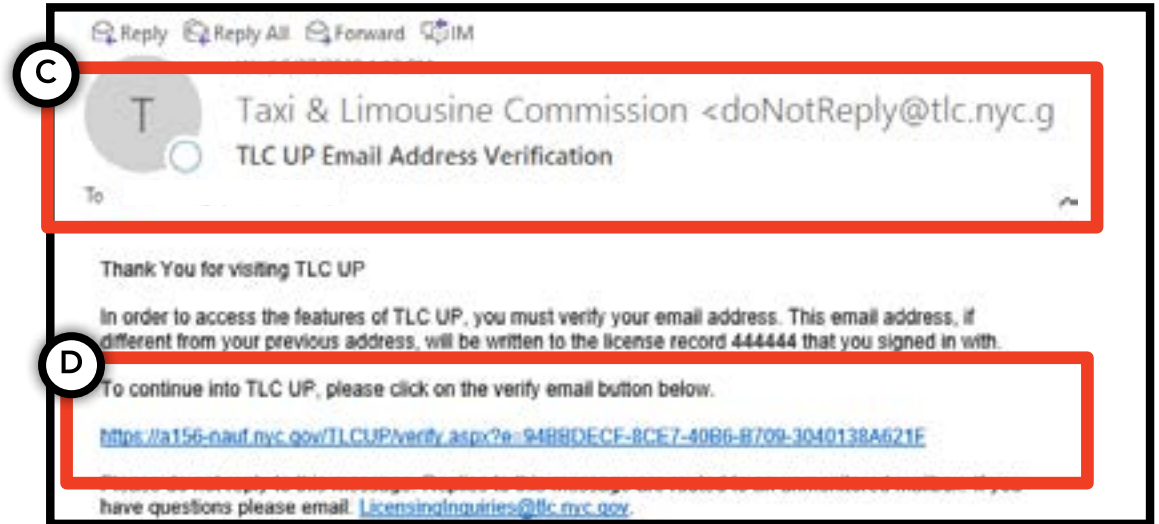 Reply Reply All Forward IM
C
T
Taxi & Limousine Commission <doNotReply@tlc.nyc.g
TLC UP Email Address Verification
To
Thank You for visiting TLC UP
In order to access the features of TLC UP, you must verify your email address. This email address, if
different from your previous address, will be written to the license record 444444 that you signed in with.
D
To continue into TLC UP, please click on the verify email button below.
https://a156-nauf.nyc.gov/TLCUP/verify.aspx?e=94BBDECF-8CE7-40B6-B709-3040138A621F
have questions please email: LicensingInquiries@tlc.nyc.gov.